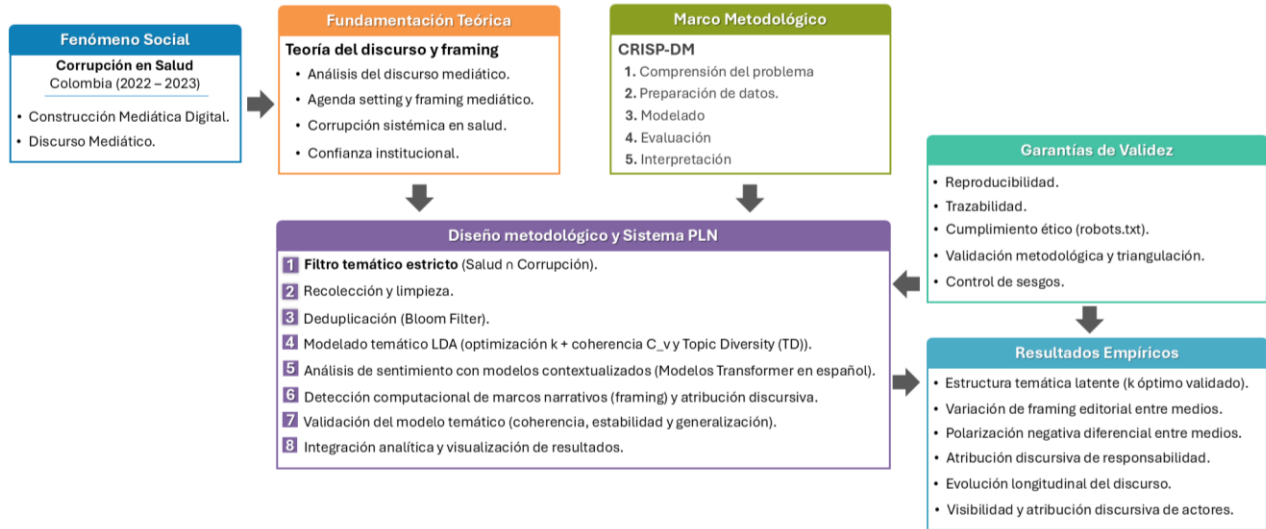 Fenómeno Social
Corrupción en Salud
Colombia (2022 – 2023)
• Construcción Mediática Digital.
• Discurso Mediático.
Fundamentación Teórica
Teoría del discurso y framing
• Análisis del discurso mediático.
• Agenda setting y framing mediático.
• Corrupción sistémica en salud.
• Confianza institucional.
Marco Metodológico
CRISP-DM
1. Comprensión del problema
2. Preparación de datos.
3. Modelado
4. Evaluación
5. Interpretación
Garantías de Validez
• Reproducibilidad.
• Trazabilidad.
• Cumplimiento ético (robots.txt).
• Validación metodológica y triangulación.
• Control de sesgos.
Diseño metodológico y Sistema PLN
1 Filtro temático estricto (Salud ∩ Corrupción).
2 Recolección y limpieza.
3 Deduplicación (Bloom Filter).
4 Modelado temático LDA (optimización k + coherencia C_v y Topic Diversity (TD)).
5 Análisis de sentimiento con modelos contextualizados (Modelos Transformer en español).
6 Detección computacional de marcos narrativos (framing) y atribución discursiva.
7 Validación del modelo temático (coherencia, estabilidad y generalización).
8 Integración analítica y visualización de resultados.
Resultados Empíricos
• Estructura temática latente (k óptimo validado).
• Variación de framing editorial entre medios.
• Polarización negativa diferencial entre medios.
• Atribución discursiva de responsabilidad.
• Evolución longitudinal del discurso.
• Visibilidad y atribución discursiva de actores.